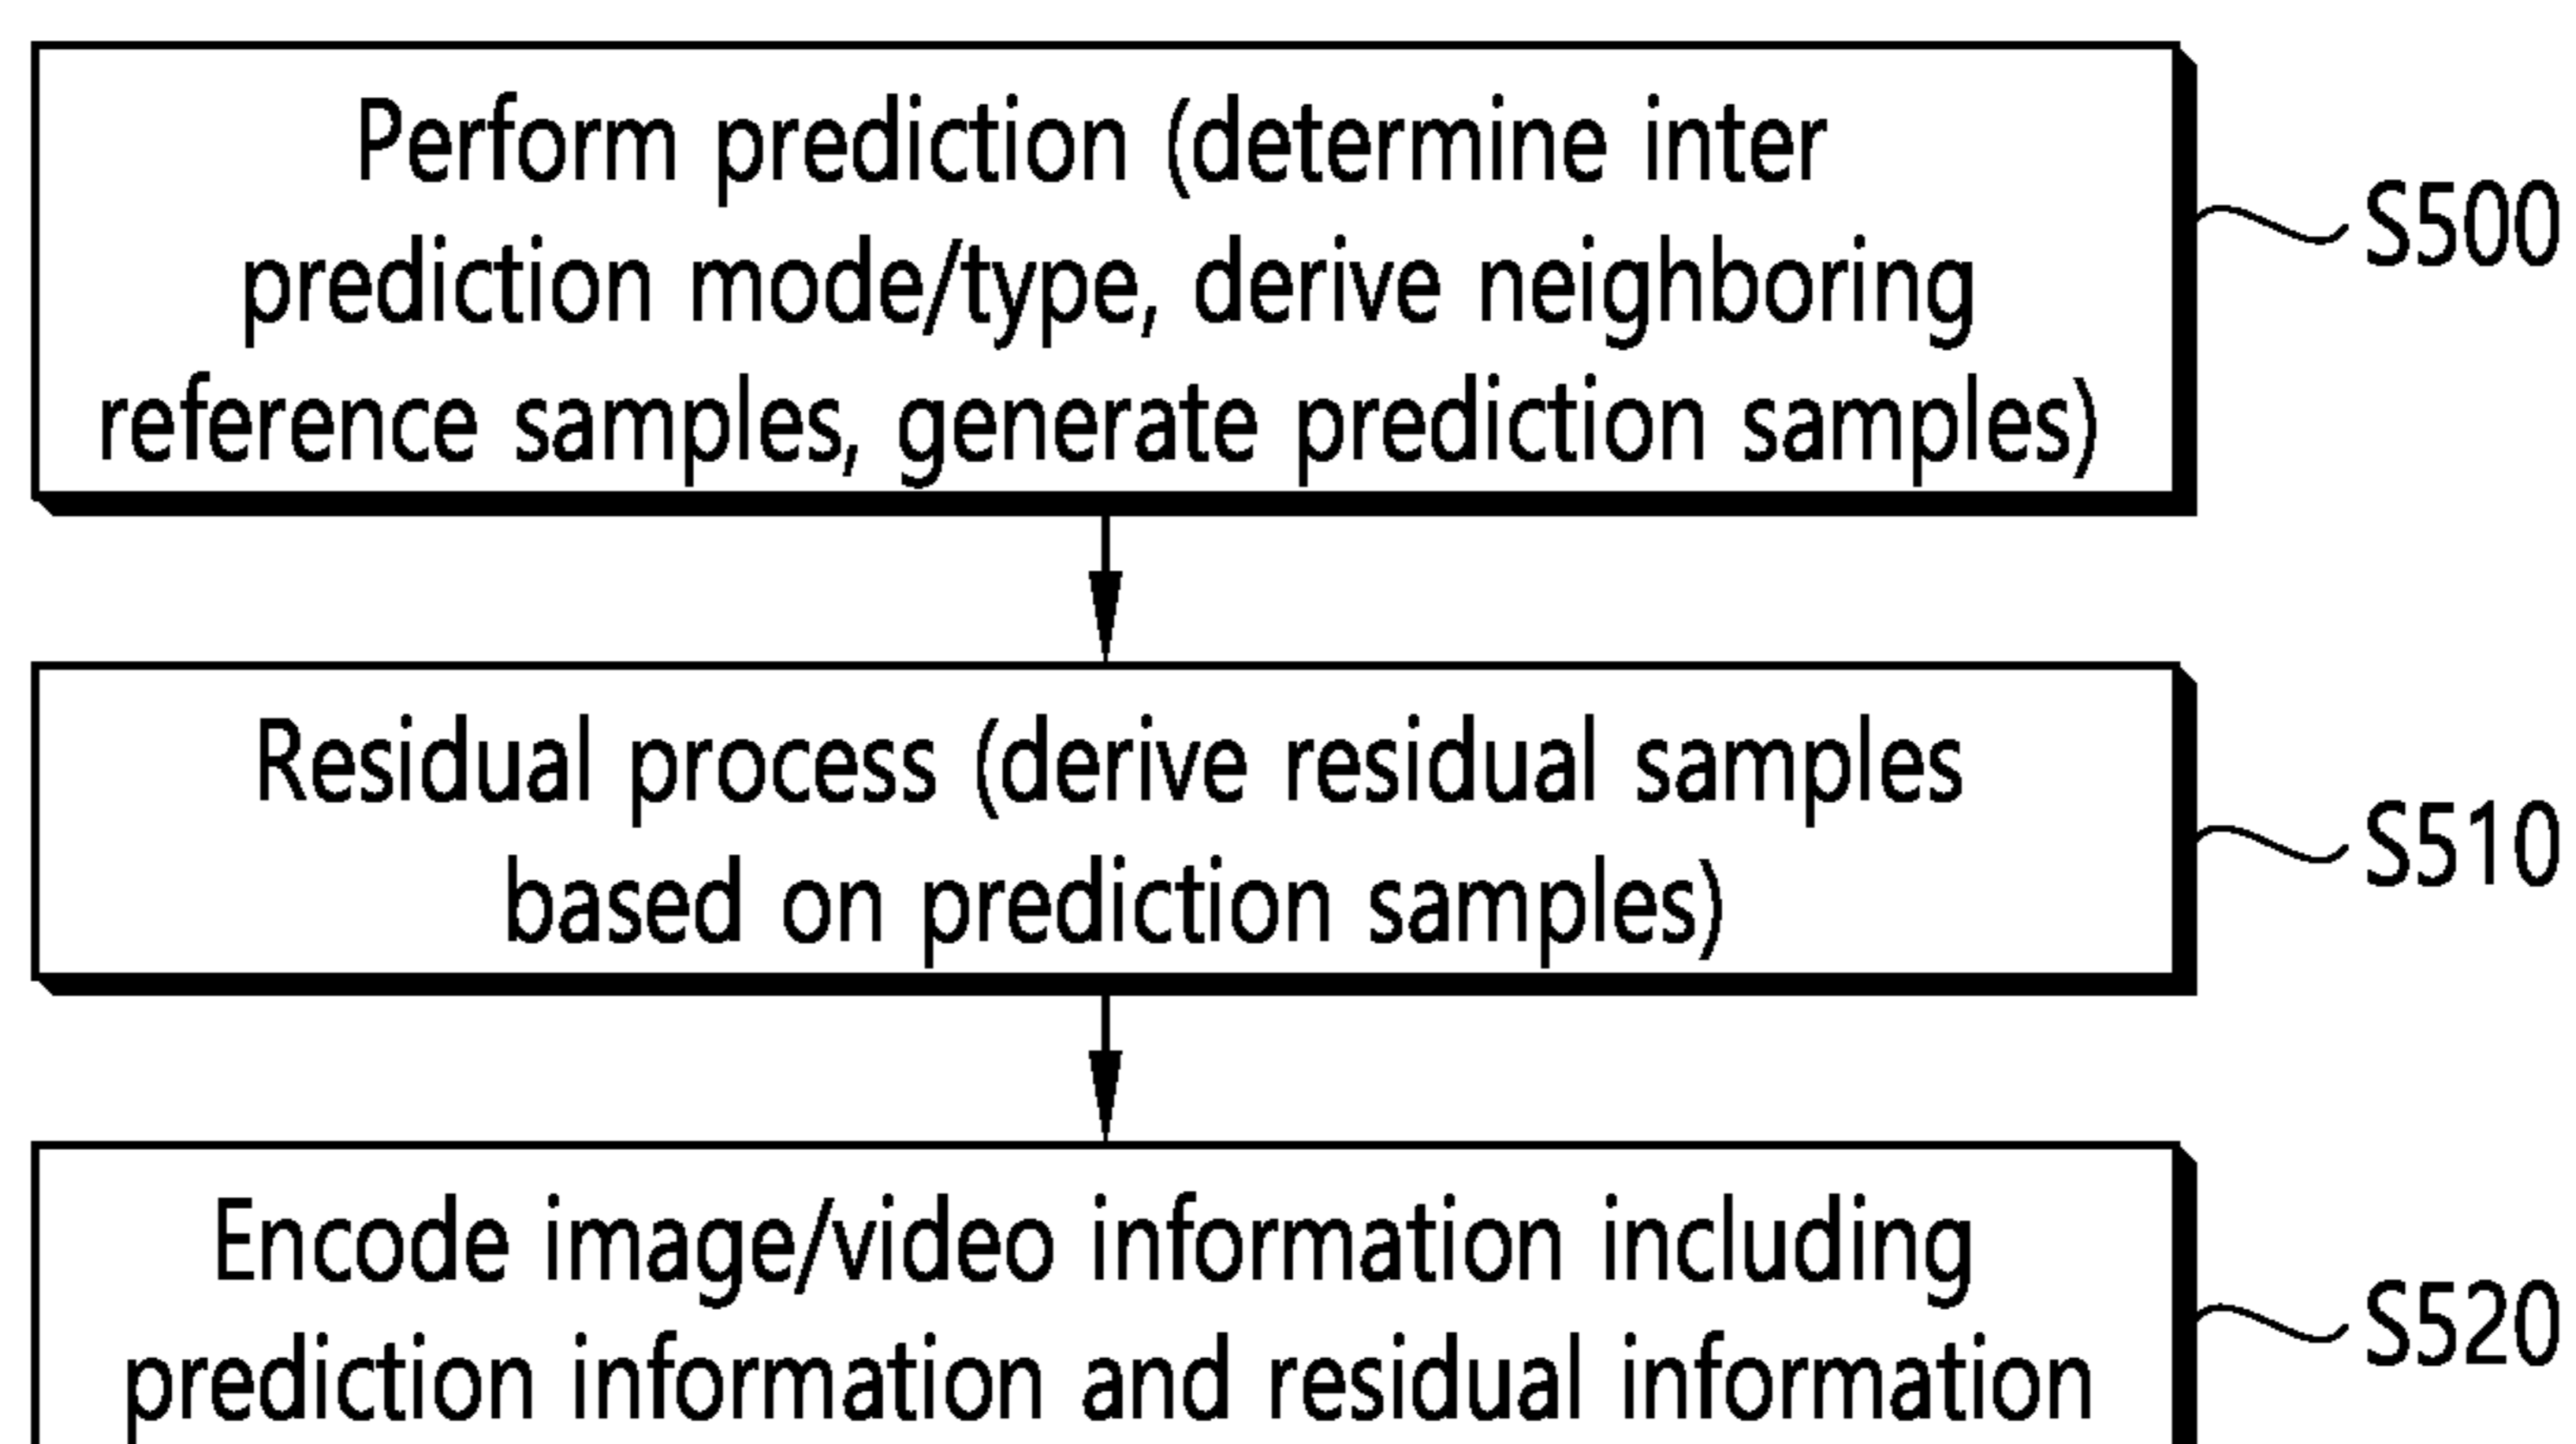 Perform prediction (determine inter
prediction mode/type, derive neighboring
reference samples, generate prediction samples)
S500
Residual process (derive residual samples
based on prediction samples)
S510
Encode image/video information including
prediction information and residual information
S520